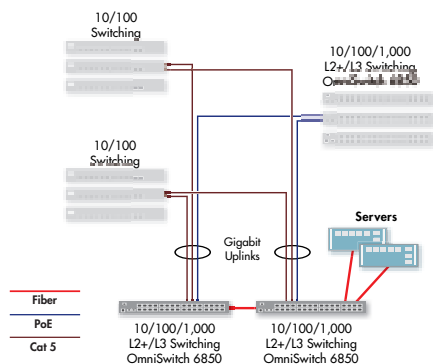 10/100
Switching
10/100/1,000
L2+/L3 Switching
OmniSwitch 6850
10/100
Switching
Servers
Gigabit
Uplinks
Fiber
PoE
Cat 5
10/100/1,000
L2+/L3 Switching
OmniSwitch 6850
10/100/1,000
L2+/L3 Switching
OmniSwitch 6850